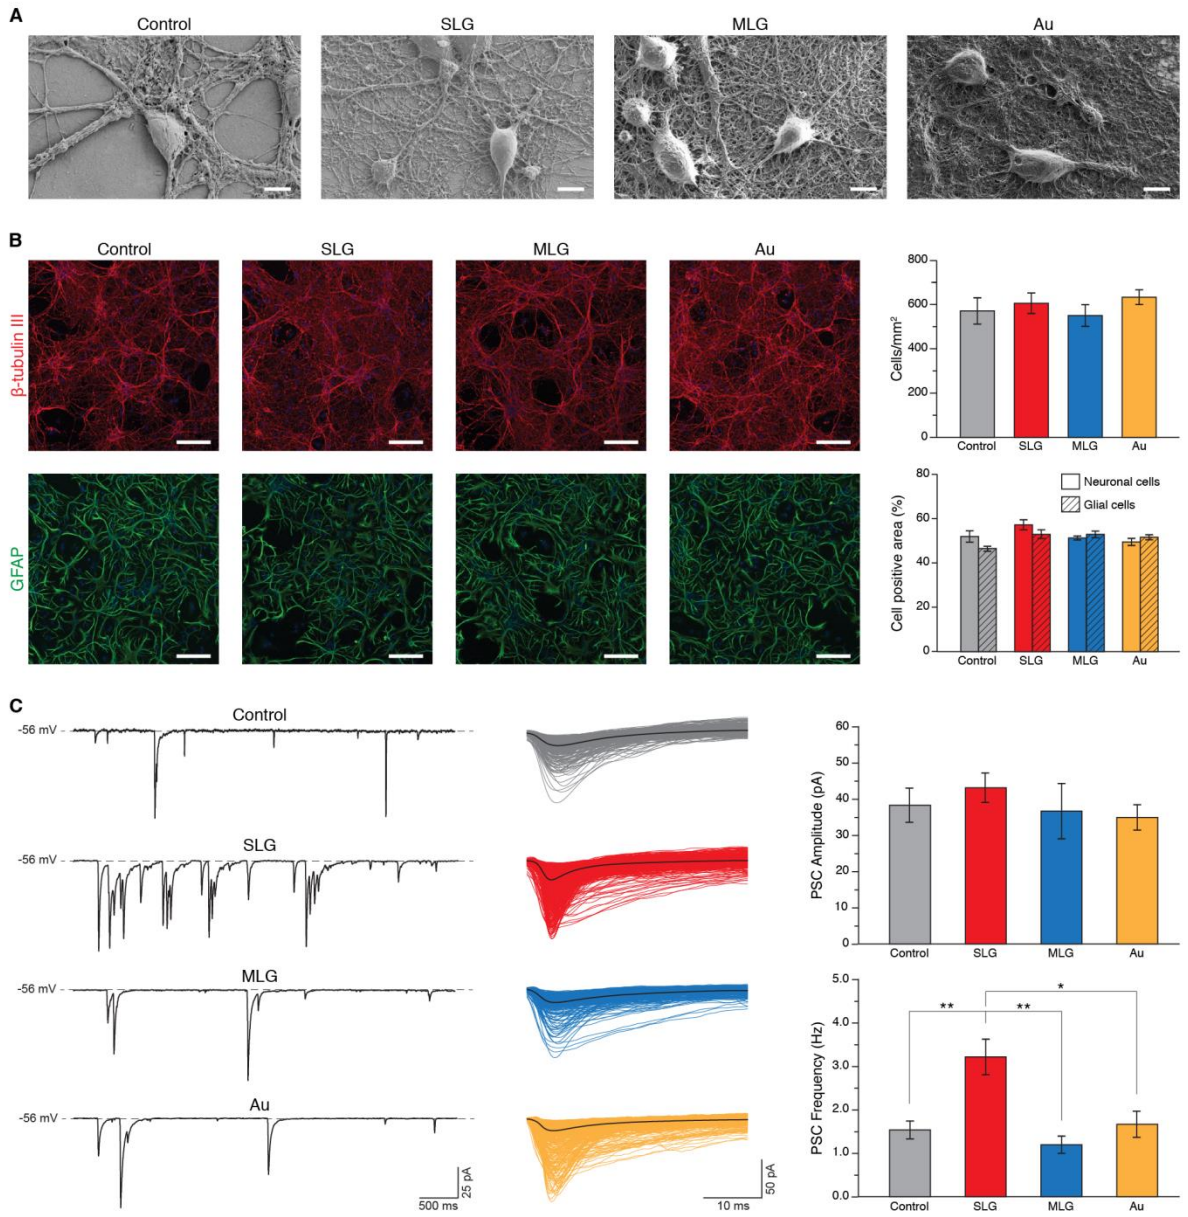 A
Control
SLG
MLG
Au
B
Control
SLG
MLG
Au
β-tubulin III
GFAP
800
600
400
200
0
Cells/mm²
Control
SLG
MLG
Au
80
60
40
20
0
Cell positive area (%)
Neuronal cells
Glial cells
Control
SLG
MLG
Au
C
Control
-56 mV
SLG
-56 mV
MLG
-56 mV
Au
-56 mV
25 pA
500 ms
50 pA
10 ms
60
50
40
30
20
10
0
PSC Amplitude (pA)
Control
SLG
MLG
Au
5.0
4.0
3.0
2.0
1.0
0.0
PSC Frequency (Hz)
**
**
*
Control
SLG
MLG
Au